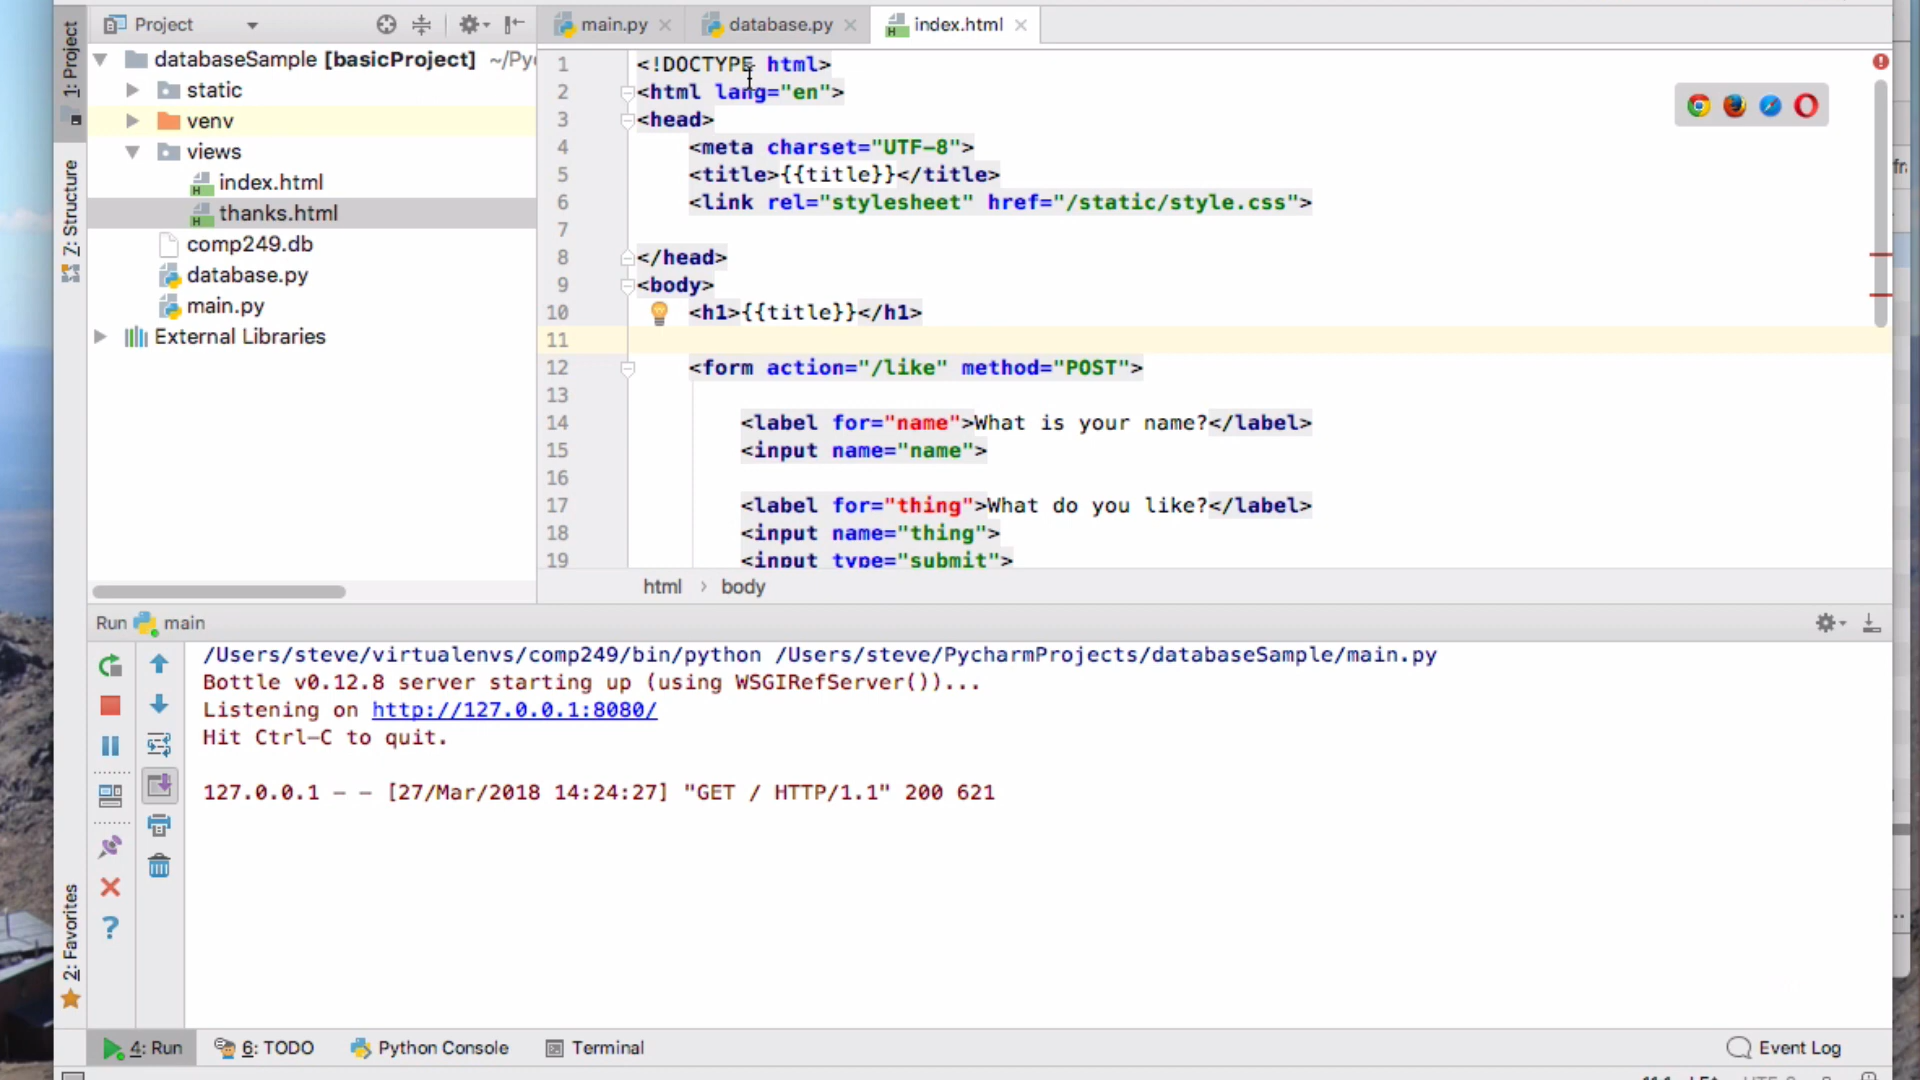 Project
main.py
database.py
index.html
1: Project
Z: Structure
2: Favorites
databaseSample [basicProject] ~/Py
static
venv
views
index.html
thanks.html
comp249.db
database.py
main.py
External Libraries
1 <!DOCTYPE html>
2 <html lang="en">
3 <head>
4 <meta charset="UTF-8">
5 <title>{{title}}</title>
6 <link rel="stylesheet" href="/static/style.css">
7
8 </head>
9 <body>
10 <h1>{{title}}</h1>
11
12 <form action="/like" method="POST">
13
14 <label for="name">What is your name?</label>
15 <input name="name">
16
17 <label for="thing">What do you like?</label>
18 <input name="thing">
19 <input type="submit">
html › body
Run main
/Users/steve/virtualenvs/comp249/bin/python /Users/steve/PycharmProjects/databaseSample/main.py
Bottle v0.12.8 server starting up (using WSGIRefServer())...
Listening on http://127.0.0.1:8080/
Hit Ctrl-C to quit.
127.0.0.1 - - [27/Mar/2018 14:24:27] "GET / HTTP/1.1" 200 621
4: Run
6: TODO
Python Console
Terminal
Event Log